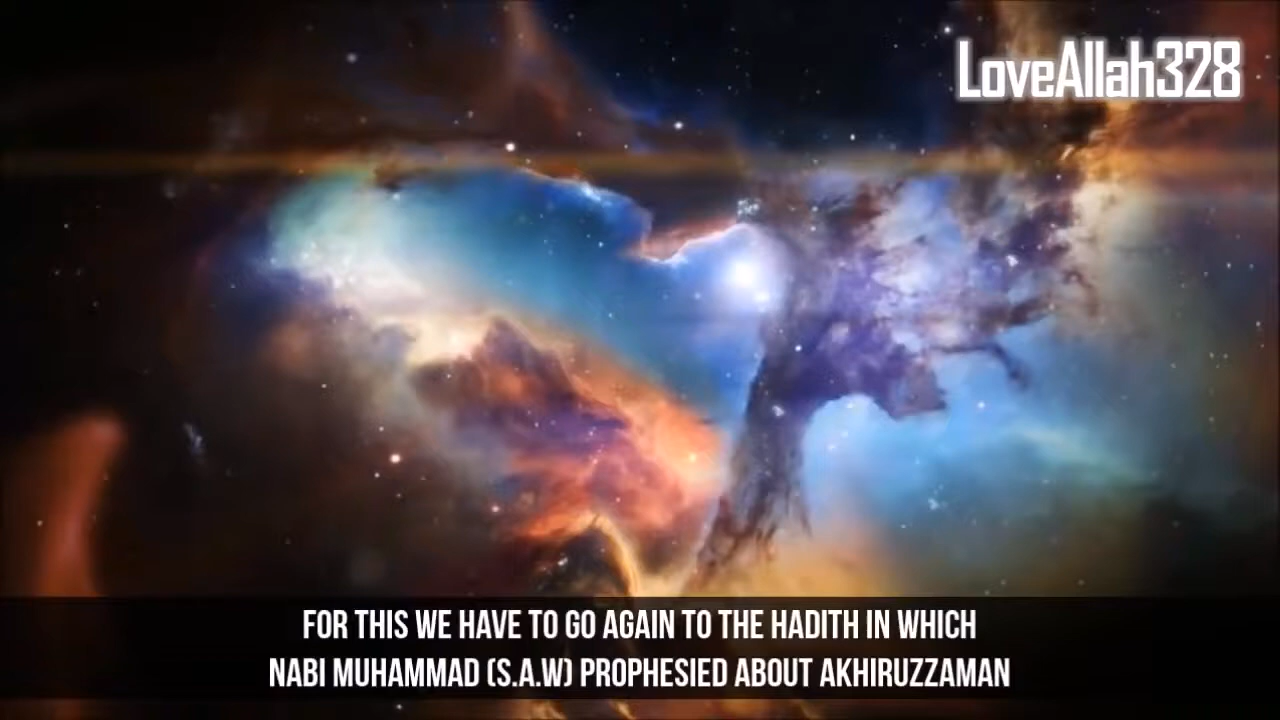 LoveAllah328
FOR THIS WE HAVE TO GO AGAIN TO THE HADITH IN WHICH
NABI MUHAMMAD (S.A.W) PROPHESIED ABOUT AKHIRUZZAMAN